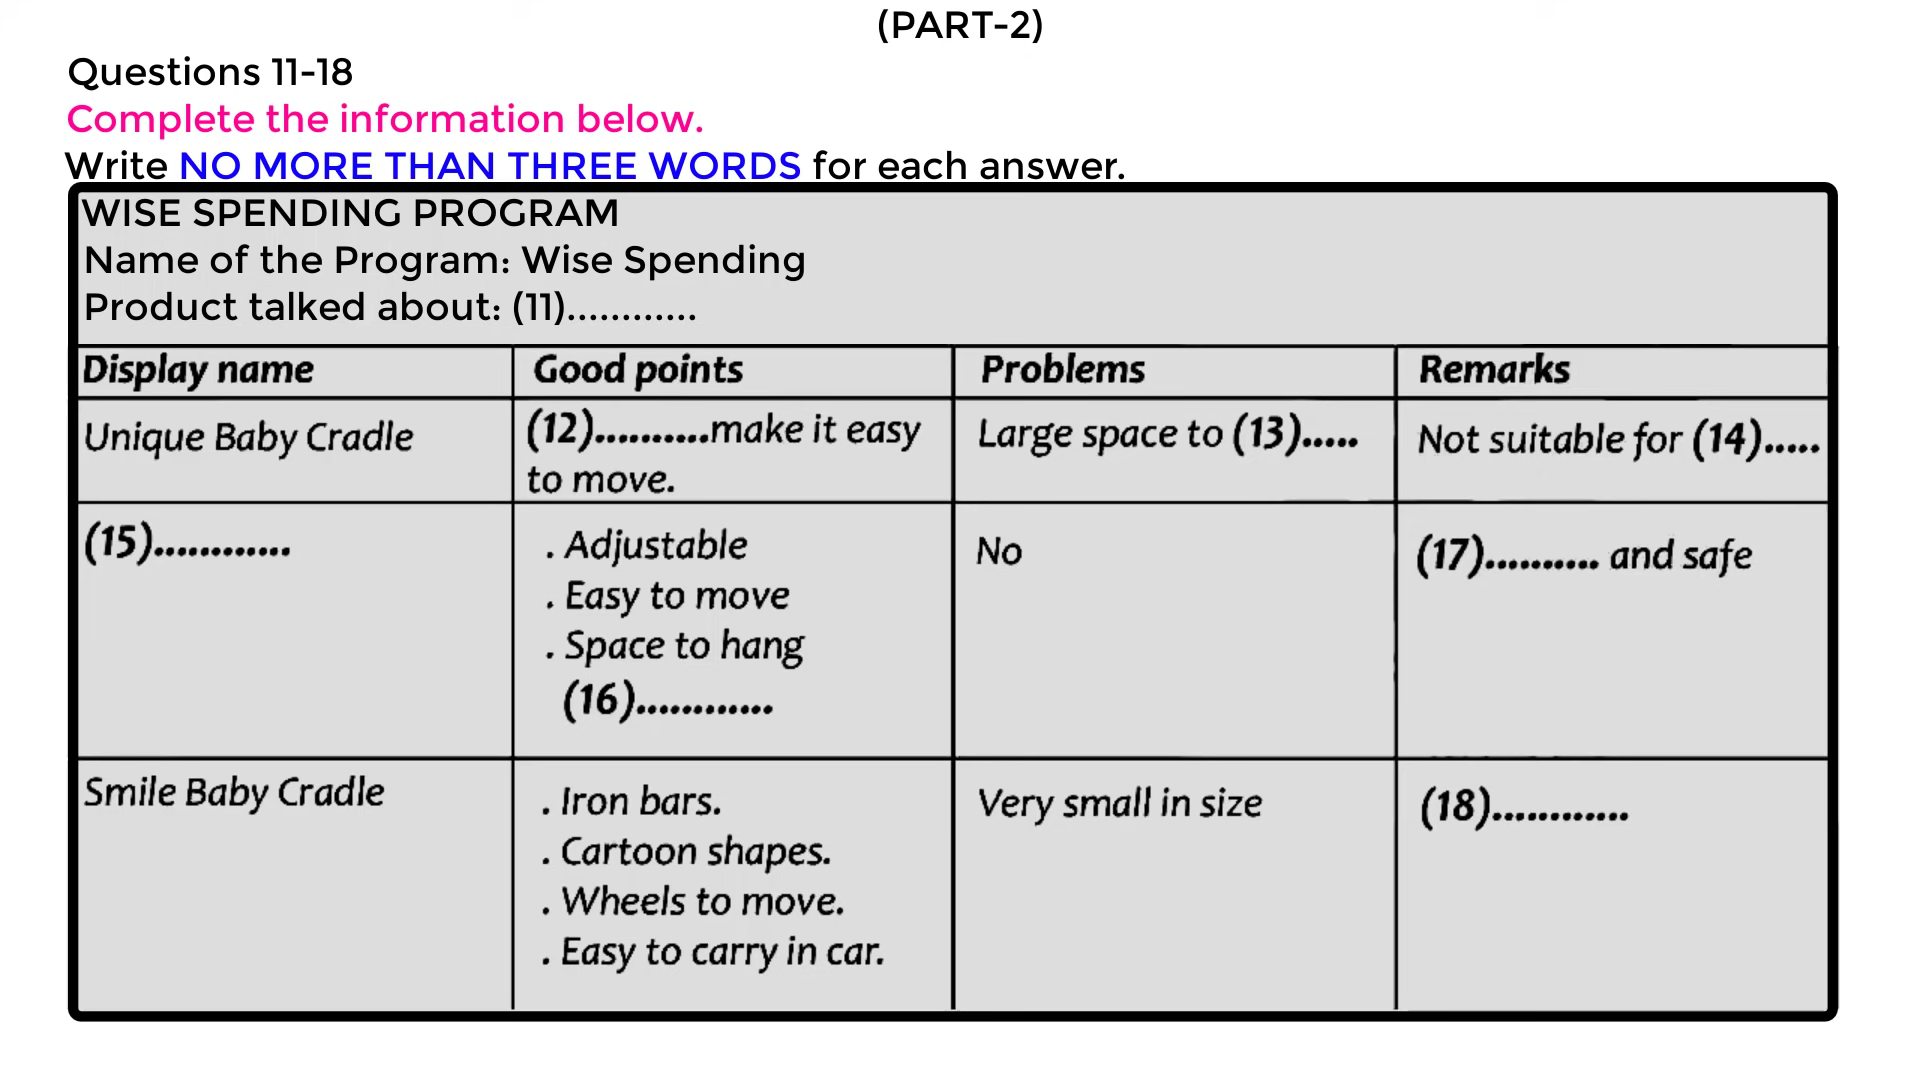 (PART-2)
Questions 11-18
Complete the information below.
Write NO MORE THAN THREE WORDS for each answer.
WISE SPENDING PROGRAM
Name of the Program: Wise Spending
Product talked about: (11)............
Display name
Good points
Problems
Remarks
Unique Baby Cradle
(12)..........make it easy
to move.
Large space to (13).....
Not suitable for (14).....
(15)............
. Adjustable
. Easy to move
. Space to hang
(16)............
No
(17).......... and safe
Smile Baby Cradle
. Iron bars.
. Cartoon shapes.
. Wheels to move.
. Easy to carry in car.
Very small in size
(18)............